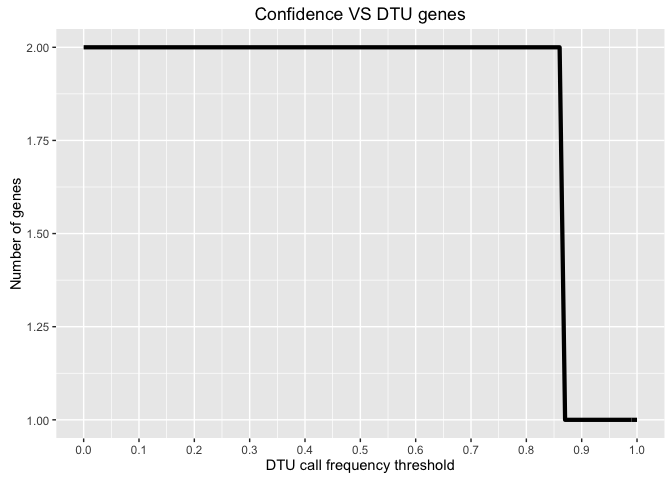 Confidence VS DTU genes
Number of genes
2.00
1.75
1.50
1.25
1.00
0.0 0.1 0.2 0.3 0.4 0.5 0.6 0.7 0.8 0.9 1.0
DTU call frequency threshold